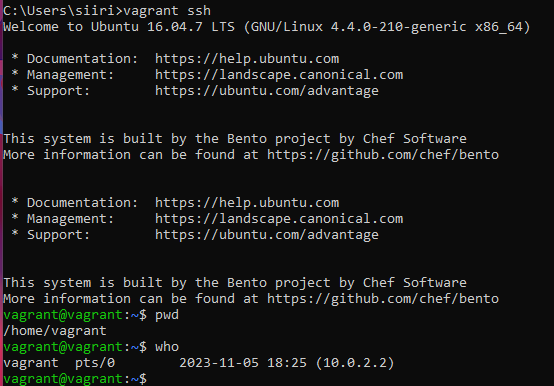 C:\Users\siiri>vagrant ssh
Welcome to Ubuntu 16.04.7 LTS (GNU/Linux 4.4.0-210-generic x86_64)
* Documentation:  https://help.ubuntu.com
* Management:     https://landscape.canonical.com
* Support:        https://ubuntu.com/advantage
This system is built by the Bento project by Chef Software
More information can be found at https://github.com/chef/bento
* Documentation:  https://help.ubuntu.com
* Management:     https://landscape.canonical.com
* Support:        https://ubuntu.com/advantage
This system is built by the Bento project by Chef Software
More information can be found at https://github.com/chef/bento
vagrant@vagrant:~$ pwd
/home/vagrant
vagrant@vagrant:~$ who
vagrant  pts/0        2023-11-05 18:25 (10.0.2.2)
vagrant@vagrant:~$